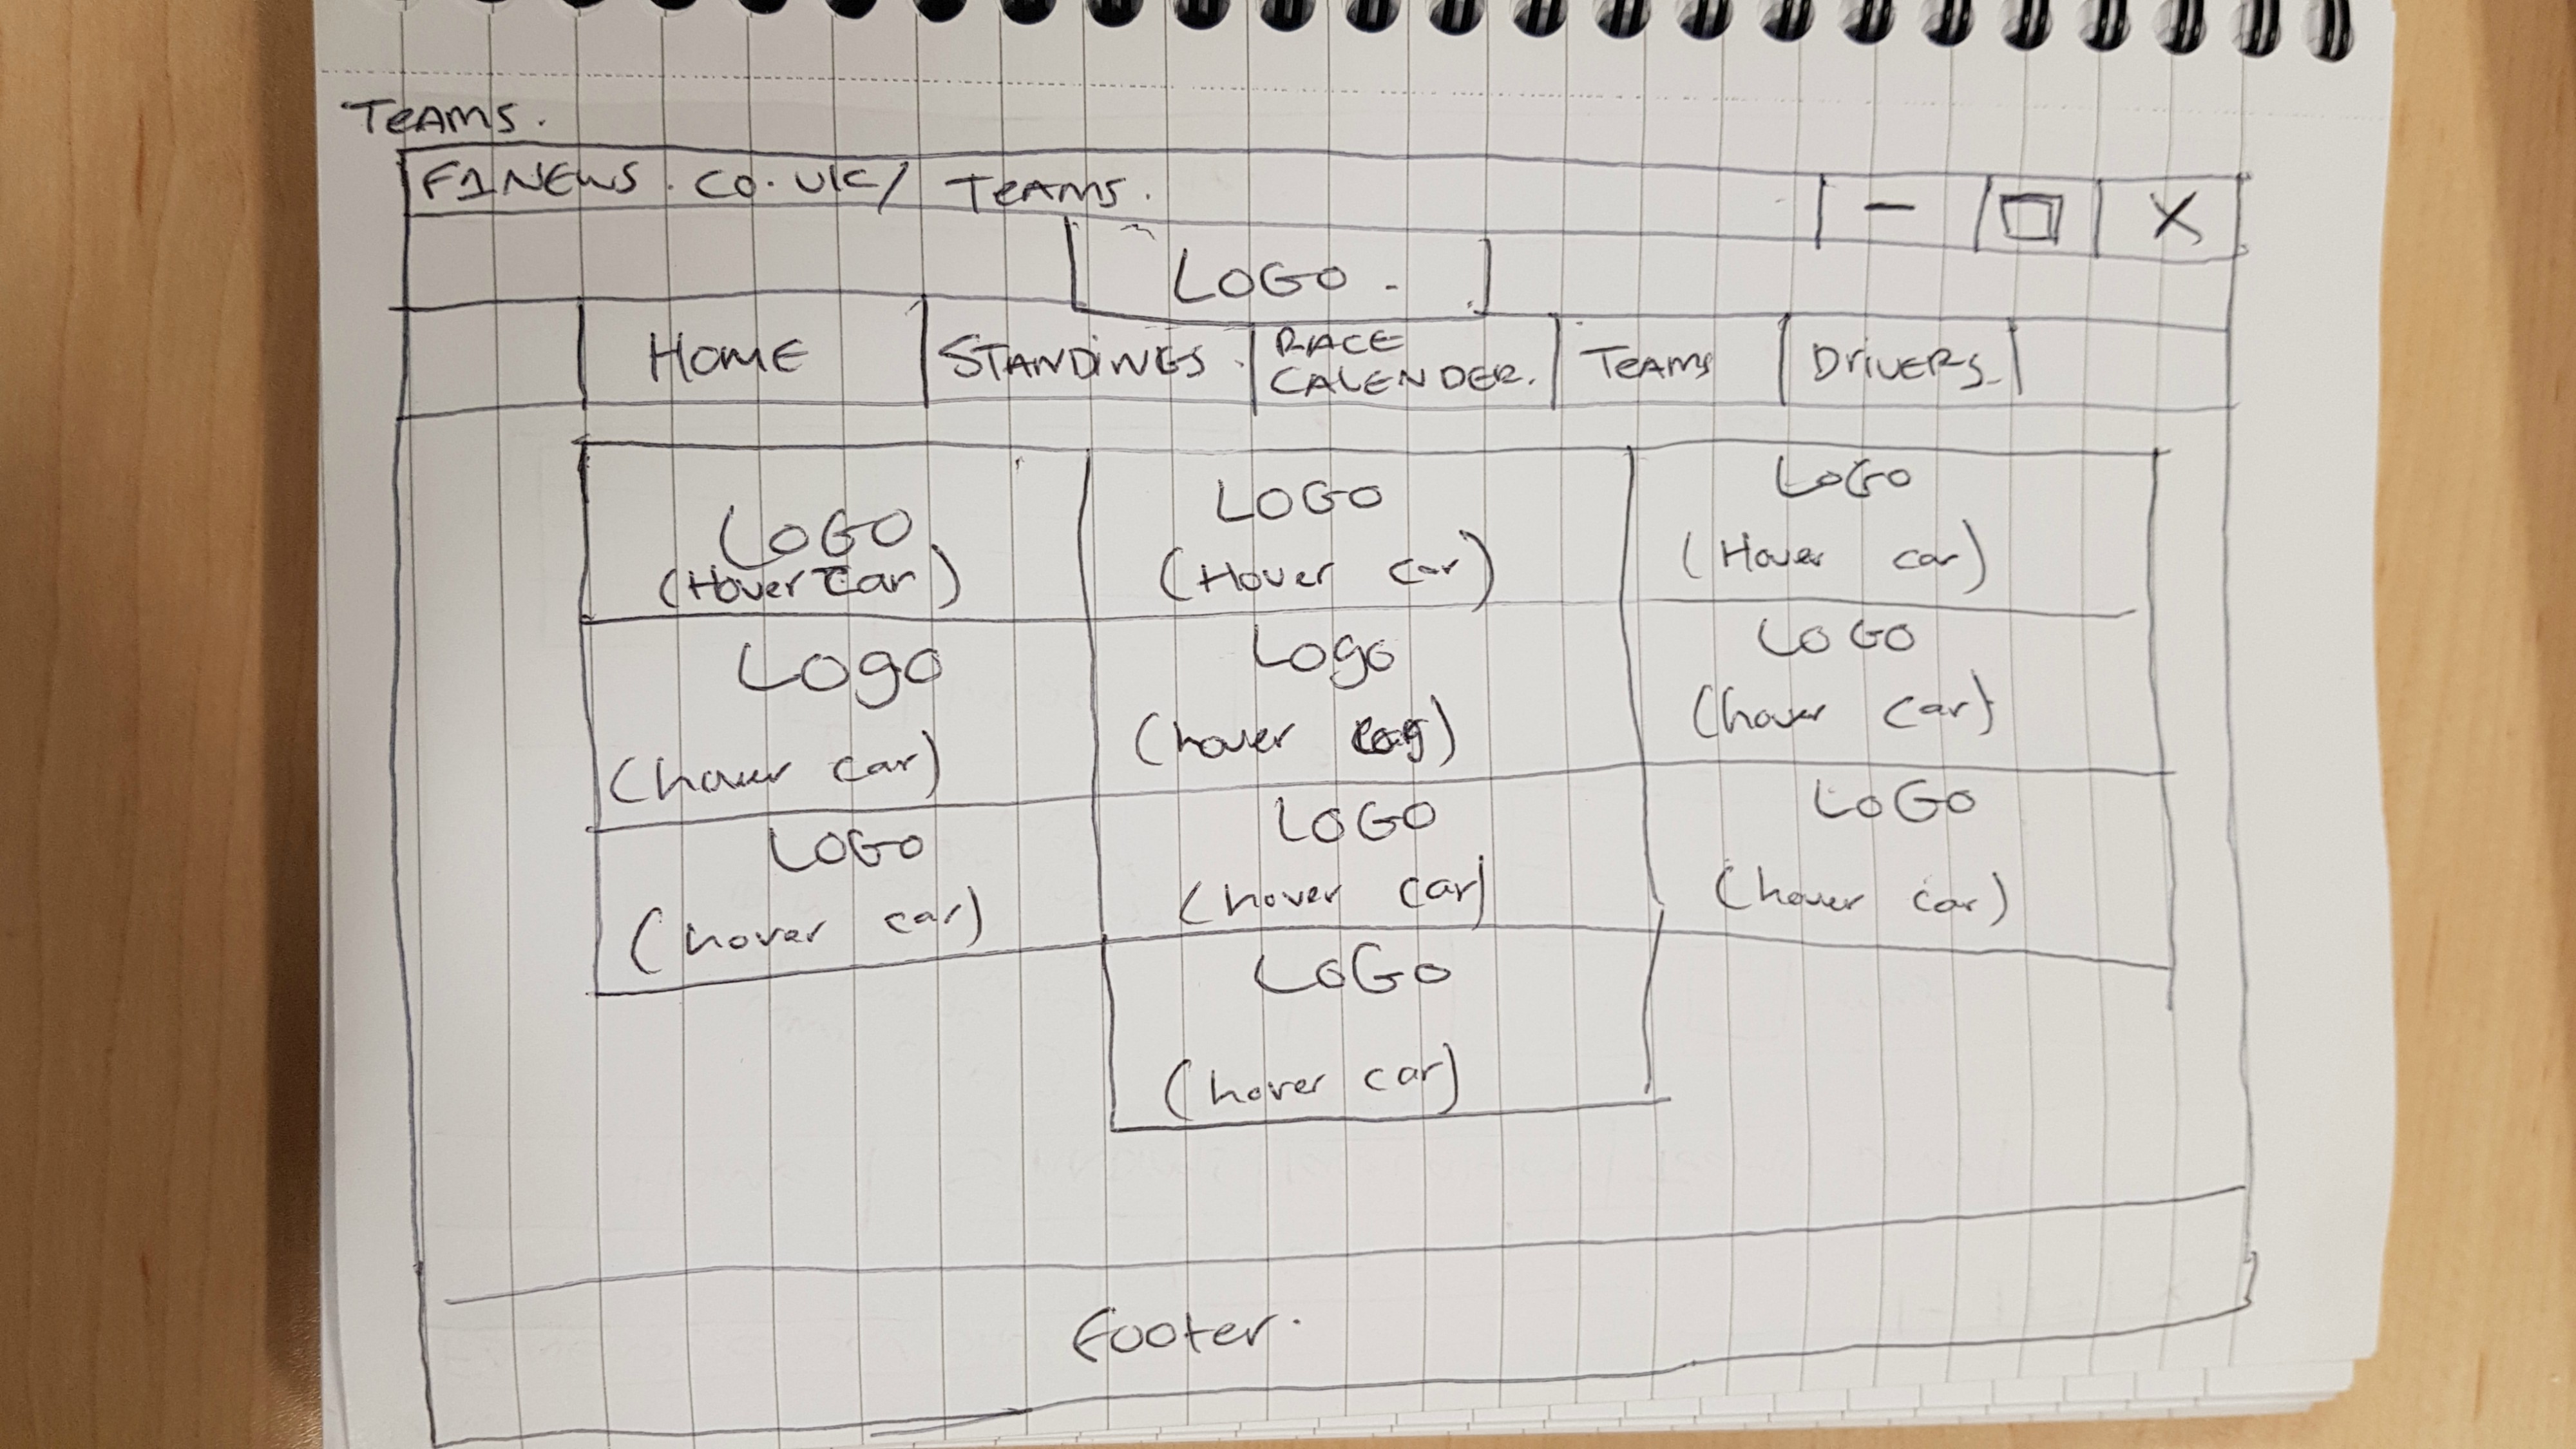 TEAMS.
F1NEWS.CO.UK/ TEAMS. - X
LOGO.
HOME STANDINGS. RACE CALENDER. TEAMS DRIVERS
LOGO LOGO LOGO
(Hover car) (Hover car) (Hover car)
Logo Logo LOGO
(hover car) (hover (hover car)
LOGO LOGO LOGO
(hover car) (hover car) (hover car)
LOGO
(hover car)
footer.